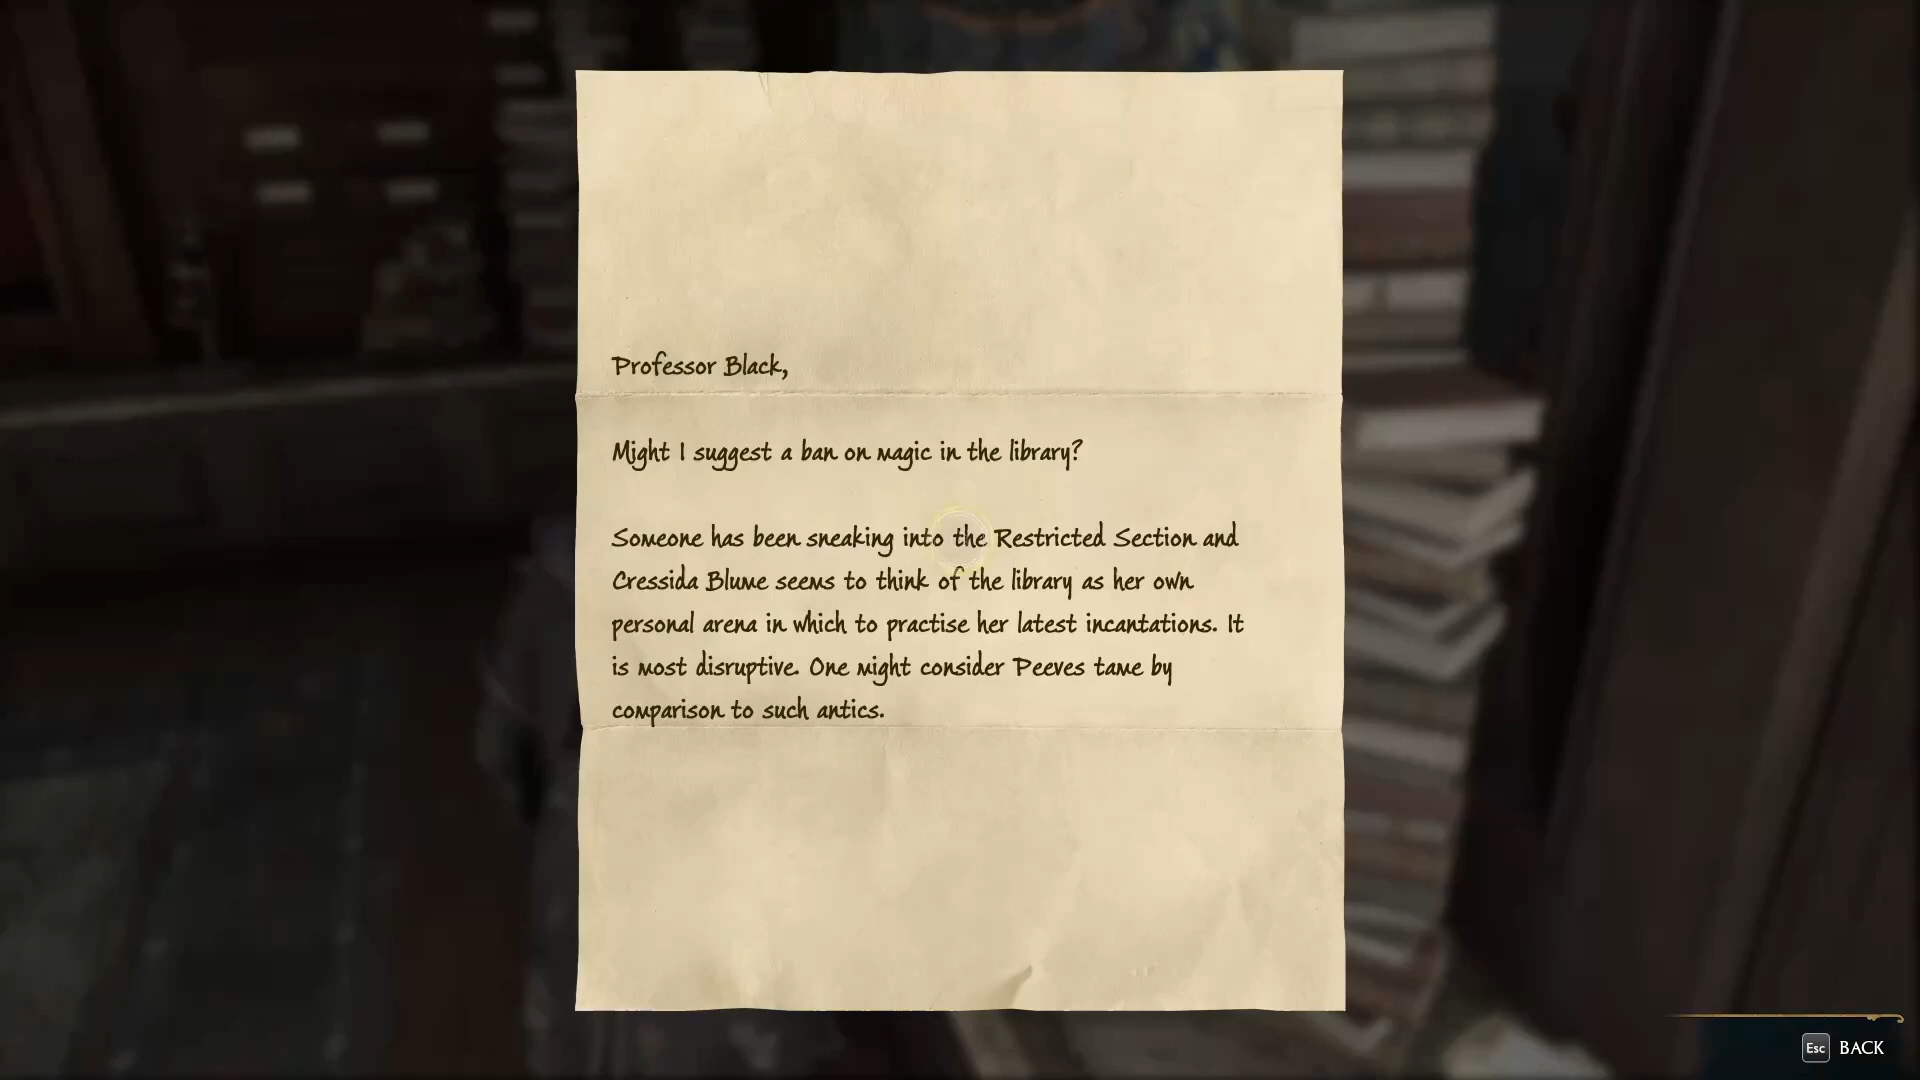 Professor Black,
Might I suggest a ban on magic in the library?
Someone has been sneaking into the Restricted Section and
Cressida Blume seems to think of the library as her own
personal arena in which to practise her latest incantations. It
is most disruptive. One might consider Peeves tame by
comparison to such antics.
Esc BACK